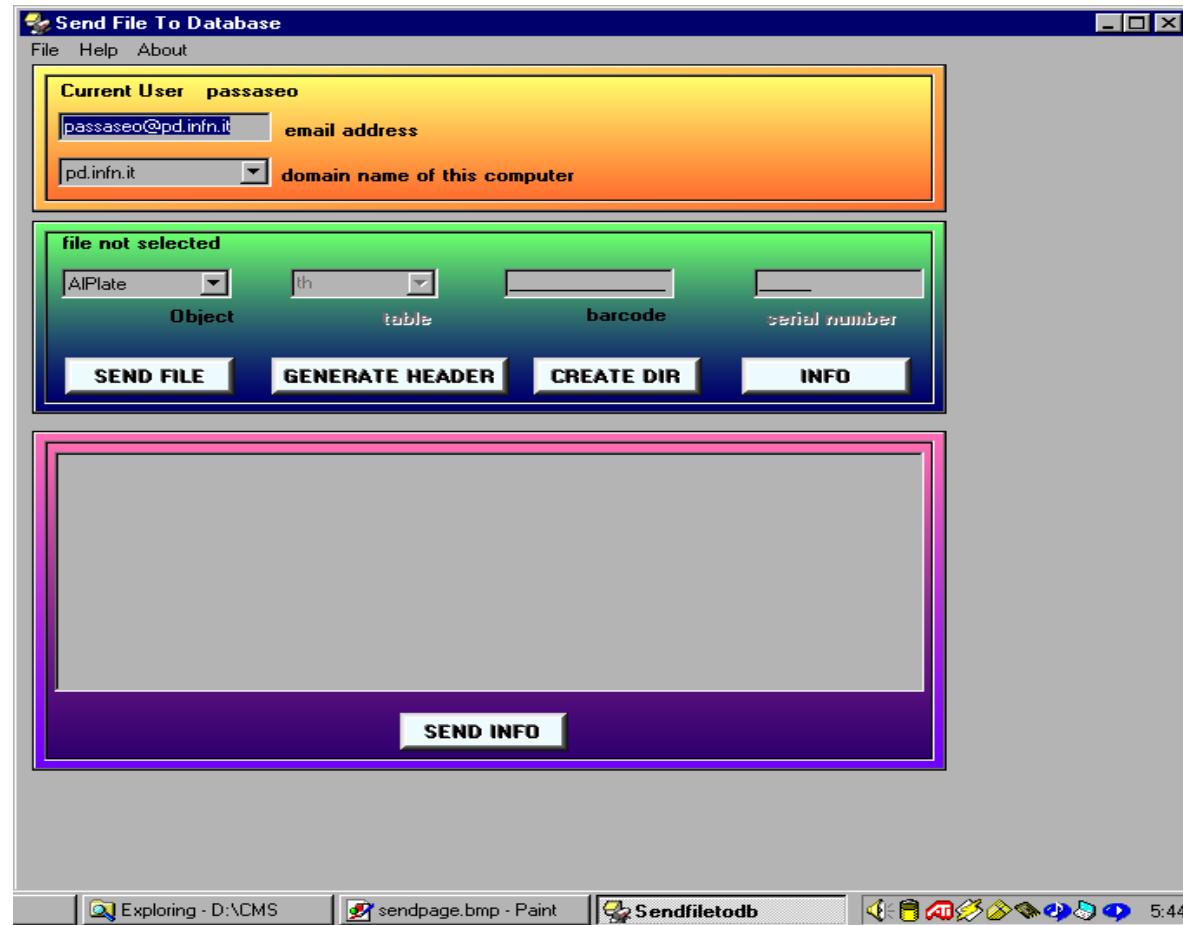 Send File To Database
File Help About
Current User passaseo
passaseo@pd.infn.it email address
pd.infn.it domain name of this computer
file not selected
AlPlate th
Object table barcode serial number
SEND FILE GENERATE HEADER CREATE DIR INFO
SEND INFO
Exploring - D:\CMS sendpage.bmp - Paint Sendfiletodb 5:44